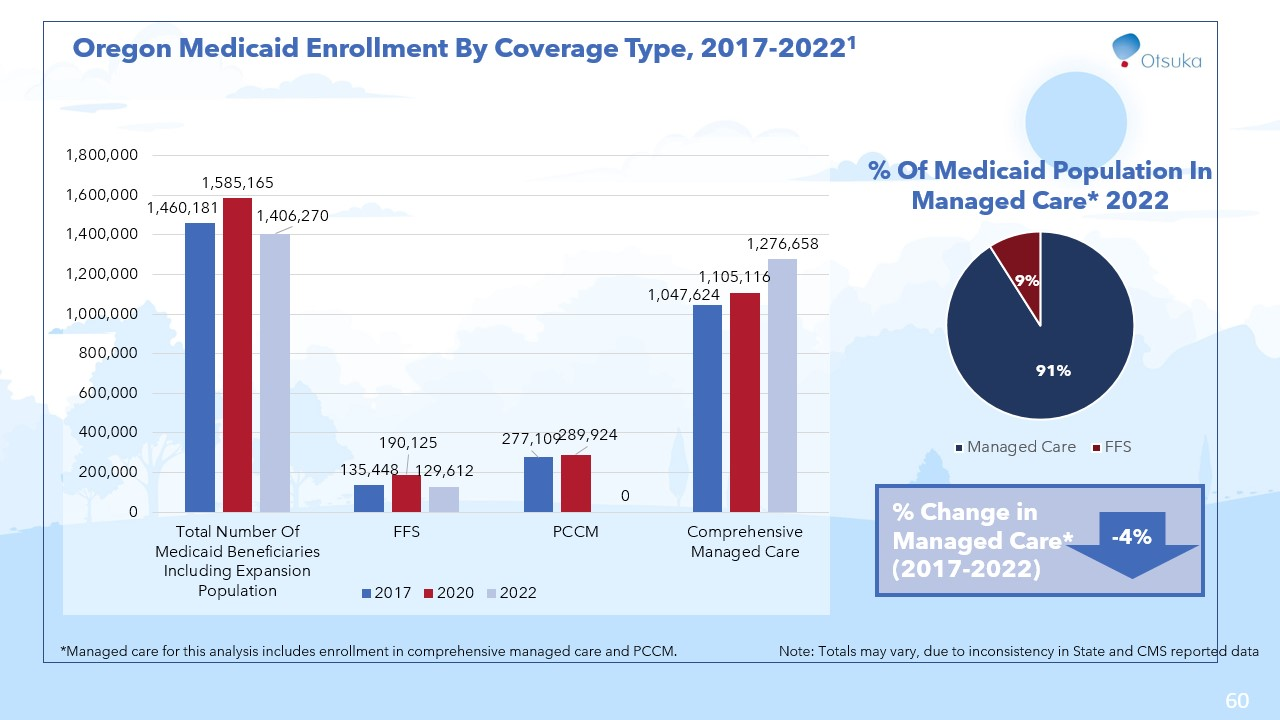 Oregon Medicaid Enrollment By Coverage Type, 2017-2022¹
Otsuka
1,800,000
1,600,000
1,400,000
1,200,000
1,000,000
800,000
600,000
400,000
200,000
0
1,460,181
1,585,165
1,406,270
135,448
190,125
129,612
277,109
289,924
0
1,047,624
1,105,116
1,276,658
Total Number Of
Medicaid Beneficiaries
Including Expansion
Population
FFS
PCCM
Comprehensive
Managed Care
2017 2020 2022
% Of Medicaid Population In
Managed Care* 2022
9%
91%
Managed Care FFS
% Change in
Managed Care*
(2017-2022)
-4%
*Managed care for this analysis includes enrollment in comprehensive managed care and PCCM.
Note: Totals may vary, due to inconsistency in State and CMS reported data
60